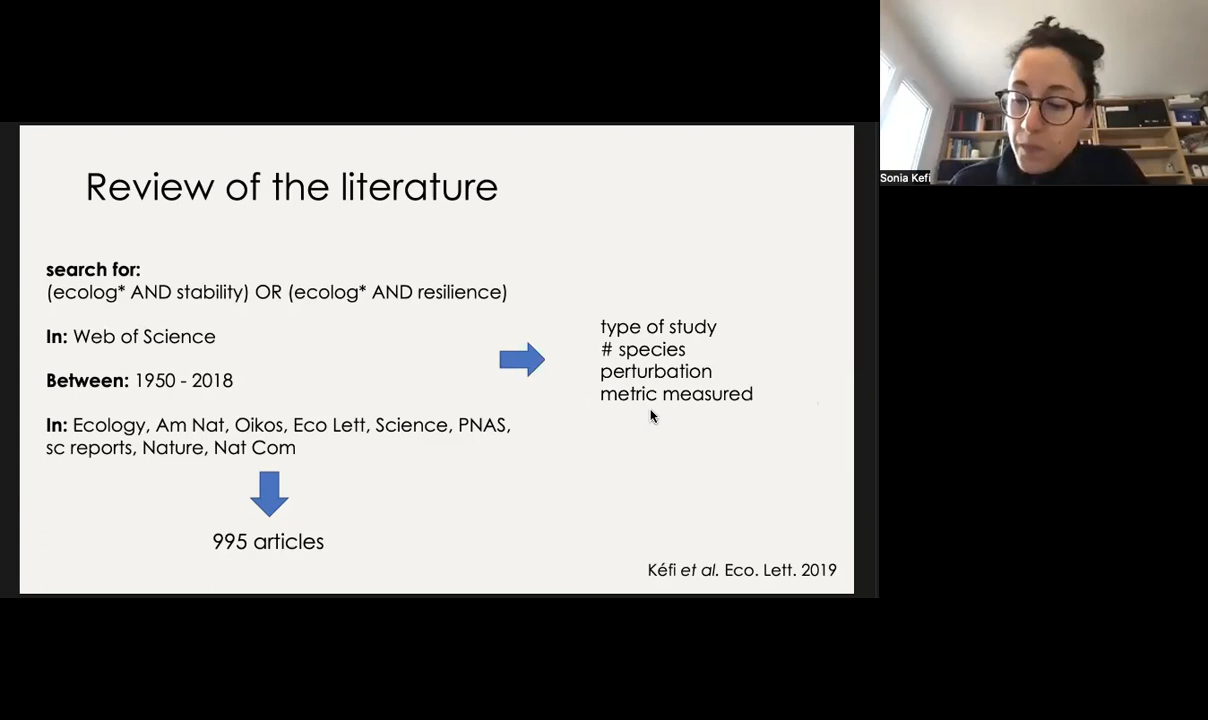 Review of the literature
search for:
(ecolog* AND stability) OR (ecolog* AND resilience)
In: Web of Science
Between: 1950 - 2018
In: Ecology, Am Nat, Oikos, Eco Lett, Science, PNAS,
sc reports, Nature, Nat Com
995 articles
type of study
# species
perturbation
metric measured
Kéfi et al. Eco. Lett. 2019
Sonia Kefi